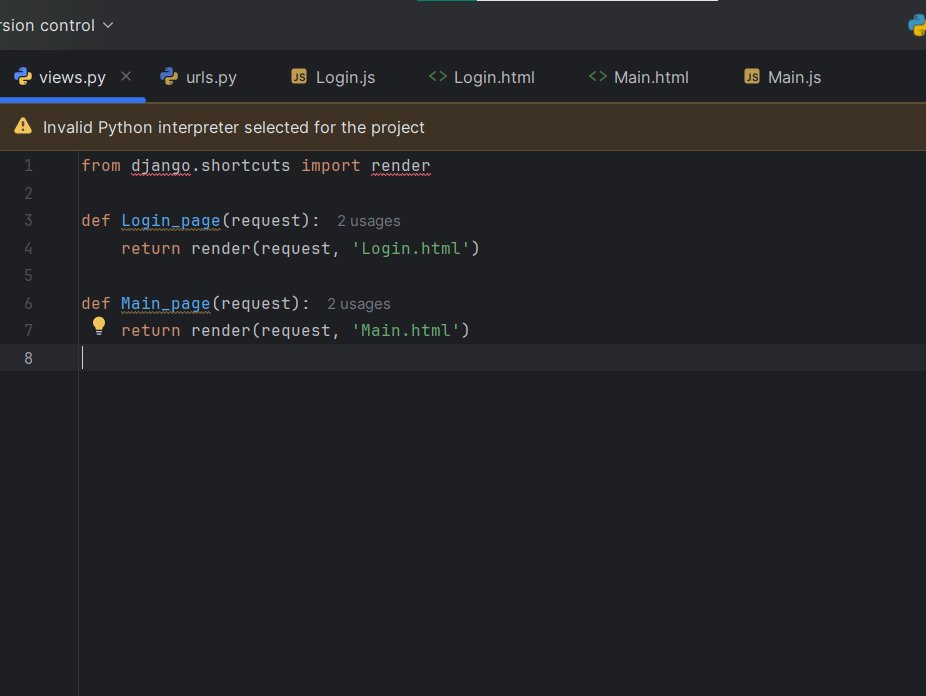 rsion control
views.py urls.py Login.js Login.html Main.html Main.js
Invalid Python interpreter selected for the project
1 from django.shortcuts import render
2
3 def Login_page(request): 2 usages
4 return render(request, 'Login.html')
5
6 def Main_page(request): 2 usages
7 return render(request, 'Main.html')
8